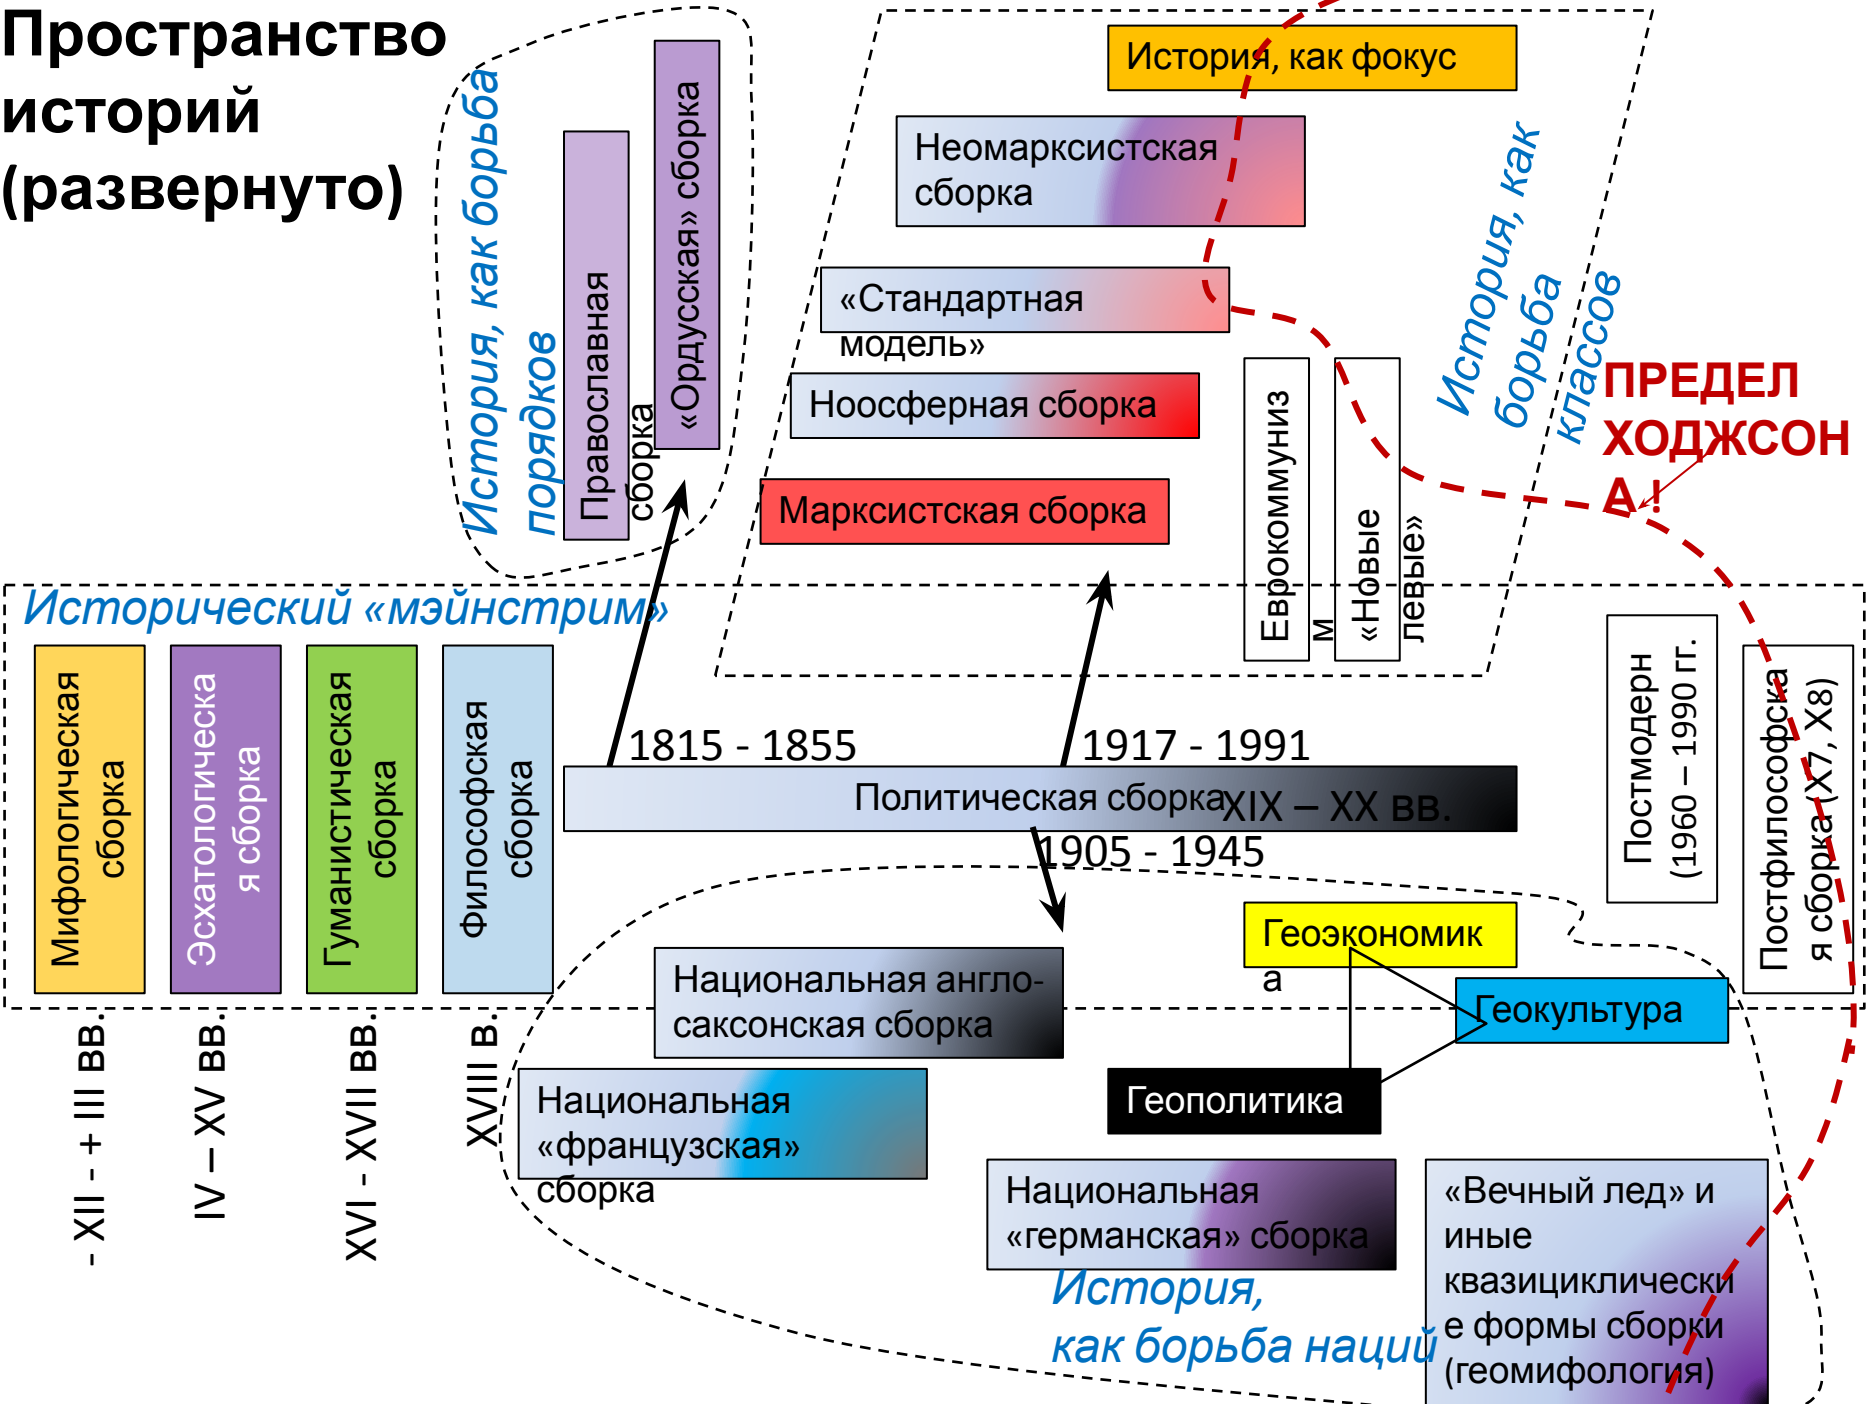 Пространство
историй
(развернуто)
История, как борьба
порядков
Православная
сборка
«Ордусская» сборка
История, как фокус
Неомарксистская
сборка
«Стандартная
модель»
Ноосферная сборка
Марксистская сборка
Еврокоммуниз
м
«Новые
левые»
История, как
борьба
классов
ПРЕДЕЛ
ХОДЖСОН
А !
Исторический «мэйнстрим»
Мифологическая
сборка
Эсхатологическа
я сборка
Гуманистическая
сборка
Философская
сборка
1815 - 1855
1917 - 1991
Политическая сборка
XIX – XX вв.
1905 - 1945
Постмодерн
(1960 – 1990 гг.
Постфилософска
я сборка (X7, X8)
- XII - + III вв.
IV – XV вв.
XVI - XVII вв.
XVIII в.
Национальная англо-
саксонская сборка
Геоэкономик
а
Геокультура
Геополитика
Национальная
«французская»
сборка
Национальная
«германская» сборка
История,
как борьба наций
«Вечный лед» и
иные
квазициклически
е формы сборки
(геомифология)